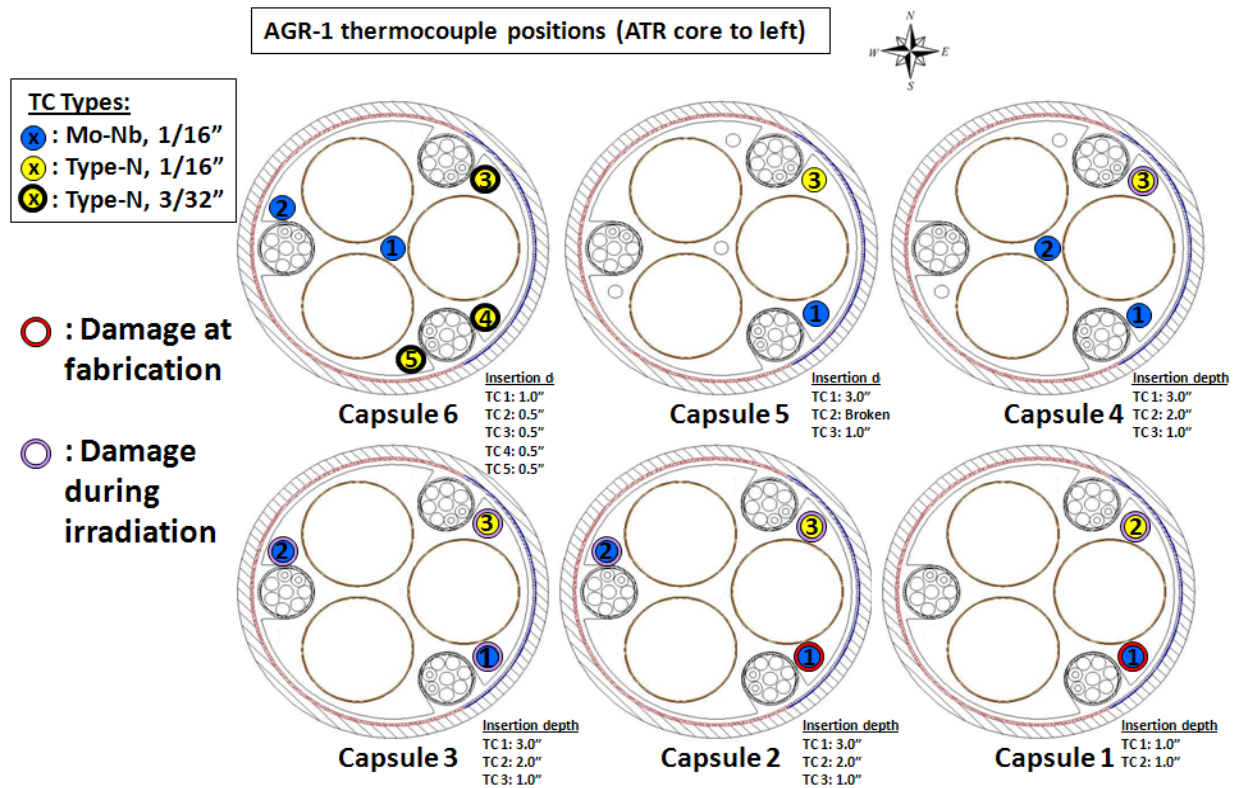 AGR-1 thermocouple positions (ATR core to left)
N
W
E
S
TC Types:
x : Mo-Nb, 1/16”
x : Type-N, 1/16”
x : Type-N, 3/32”
: Damage at
fabrication
: Damage
during
irradiation
2
1
3
4
5
Capsule 6
Insertion d
TC 1: 1.0”
TC 2: 0.5”
TC 3: 0.5”
TC 4: 0.5”
TC 5: 0.5”
3
1
Capsule 5
Insertion d
TC 1: 3.0”
TC 2: Broken
TC 3: 1.0”
3
2
1
Capsule 4
Insertion depth
TC 1: 3.0”
TC 2: 2.0”
TC 3: 1.0”
3
2
1
Capsule 3
Insertion depth
TC 1: 3.0”
TC 2: 2.0”
TC 3: 1.0”
3
2
1
Capsule 2
Insertion depth
TC 1: 3.0”
TC 2: 2.0”
TC 3: 1.0”
2
1
Capsule 1
Insertion depth
TC 1: 1.0”
TC 2: 1.0”